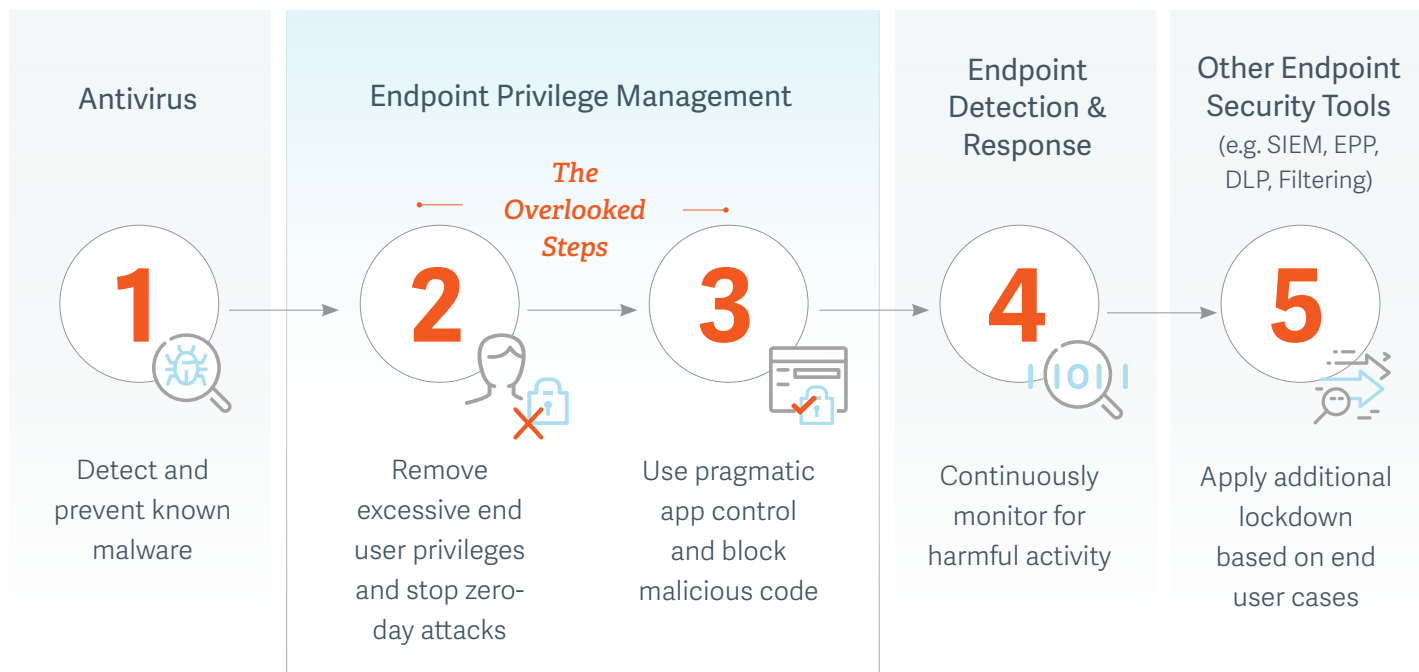 Antivirus
Endpoint Privilege Management
Endpoint
Detection &
Response
Other Endpoint
Security Tools
(e.g. SIEM, EPP,
DLP, Filtering)
The
Overlooked
Steps
1
2
3
4
5
1011
Detect and
prevent known
malware
Remove
excessive end
user privileges
and stop zero-
day attacks
Use pragmatic
app control
and block
malicious code
Continuously
monitor for
harmful activity
Apply additional
lockdown
based on end
user cases